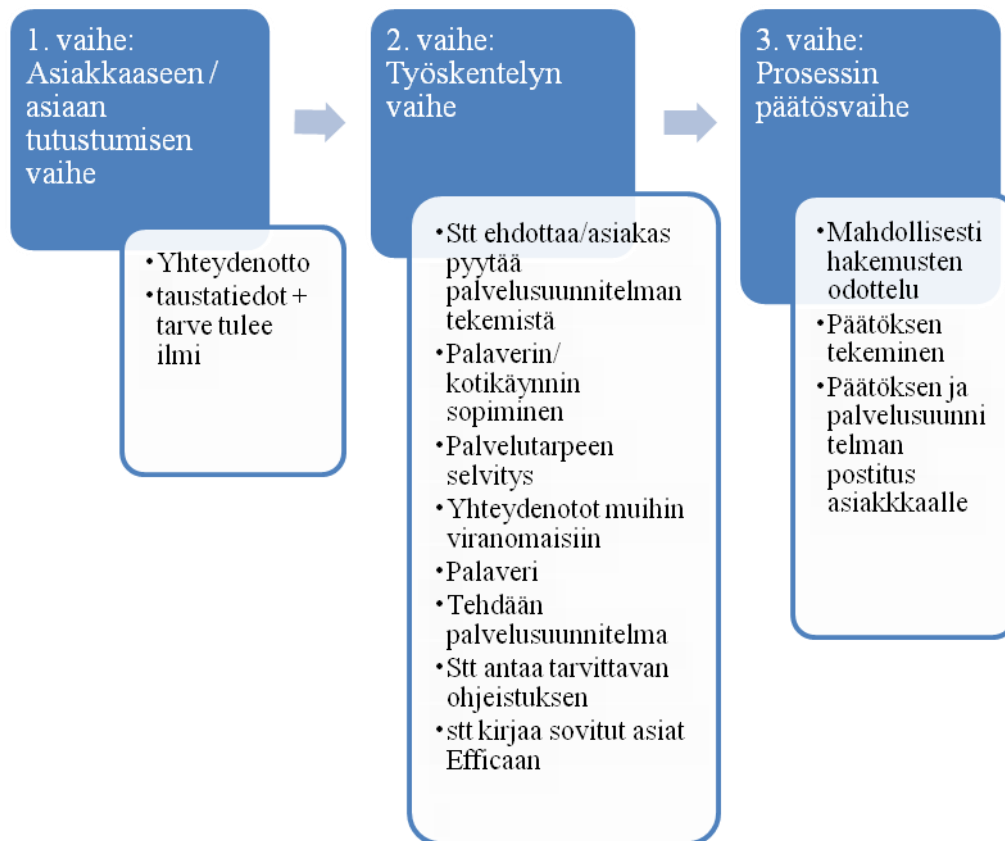 1. vaihe:
Asiakkaaseen /
asiaan
tutustumisen
vaihe
•Yhteydenotto
•taustatiedot +
tarve tulee
ilmi
2. vaihe:
Työskentelyn
vaihe
•Stt ehdottaa/asiakas
pyytää
palvelusuunnitelman
tekemistä
•Palaverin/
kotikäynnin
sopiminen
•Palvelutarpeen
selvitys
•Yhteydenotot muihin
viranomaisiin
•Palaveri
•Tehdään
palvelusuunnitelma
•Stt antaa tarvittavan
ohjeistuksen
•stt kirjaa sovitut asiat
Efficaan
3. vaihe:
Prosessin
päätösvaihe
•Mahdollisesti
hakemusten
odottelu
•Päätöksen
tekeminen
•Päätöksen ja
palvelusuunni
telman
postitus
asiakkkaalle